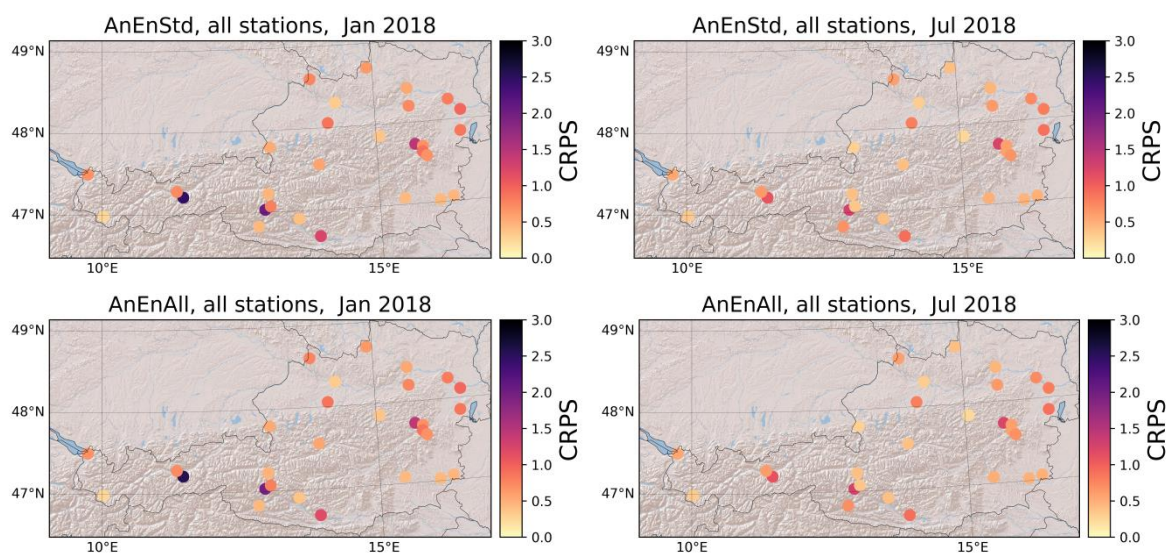 AnEnStd, all stations, Jan 2018
49°N
48°N
47°N
10°E
15°E
3.0
2.5
2.0
1.5
1.0
0.5
0.0
CRPS
AnEnStd, all stations, Jul 2018
49°N
48°N
47°N
10°E
15°E
3.0
2.5
2.0
1.5
1.0
0.5
0.0
CRPS
AnEnAll, all stations, Jan 2018
49°N
48°N
47°N
10°E
15°E
3.0
2.5
2.0
1.5
1.0
0.5
0.0
CRPS
AnEnAll, all stations, Jul 2018
49°N
48°N
47°N
10°E
15°E
3.0
2.5
2.0
1.5
1.0
0.5
0.0
CRPS